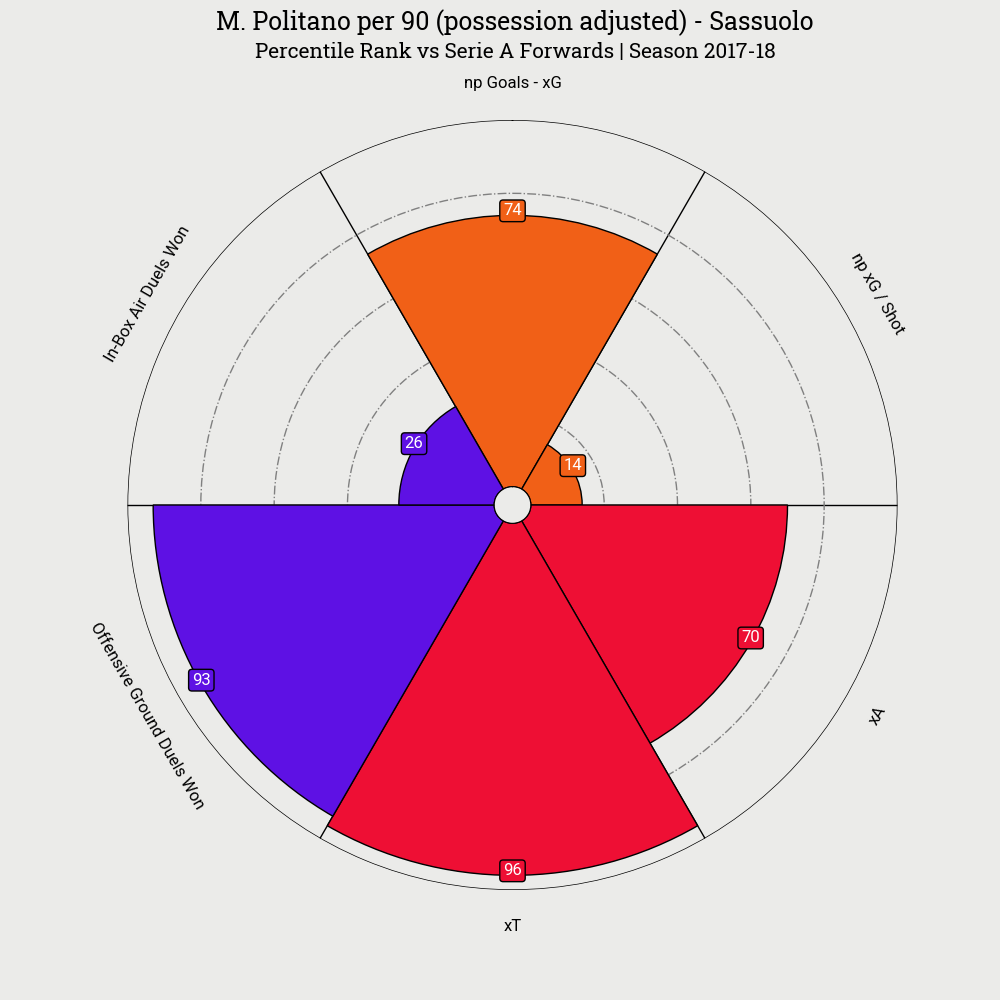 M. Politano per 90 (possession adjusted) - Sassuolo
Percentile Rank vs Serie A Forwards | Season 2017-18
np Goals - xG
74
np xG / Shot
14
In-Box Air Duels Won
26
xA
70
Offensive Ground Duels Won
93
96
xT